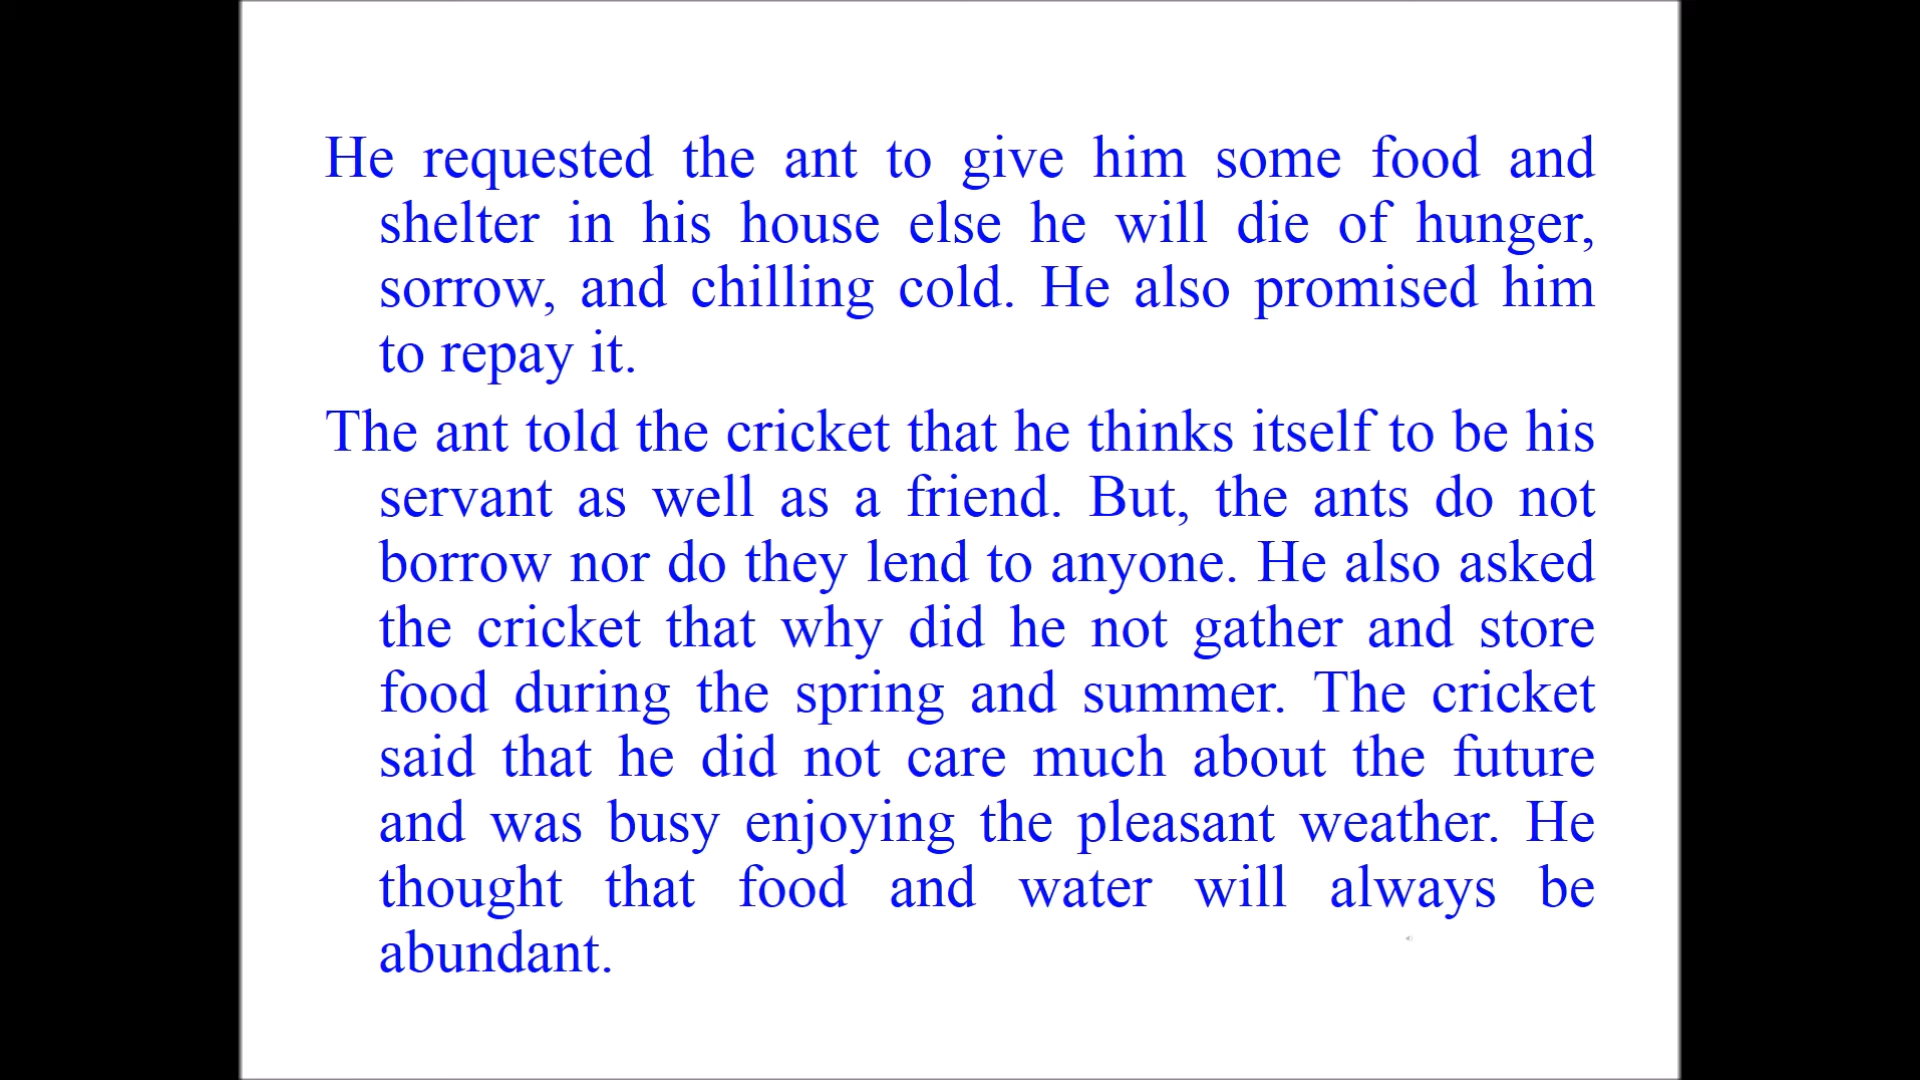 He requested the ant to give him some food and
shelter in his house else he will die of hunger,
sorrow, and chilling cold. He also promised him
to repay it.
The ant told the cricket that he thinks itself to be his
servant as well as a friend. But, the ants do not
borrow nor do they lend to anyone. He also asked
the cricket that why did he not gather and store
food during the spring and summer. The cricket
said that he did not care much about the future
and was busy enjoying the pleasant weather. He
thought that food and water will always be
abundant.